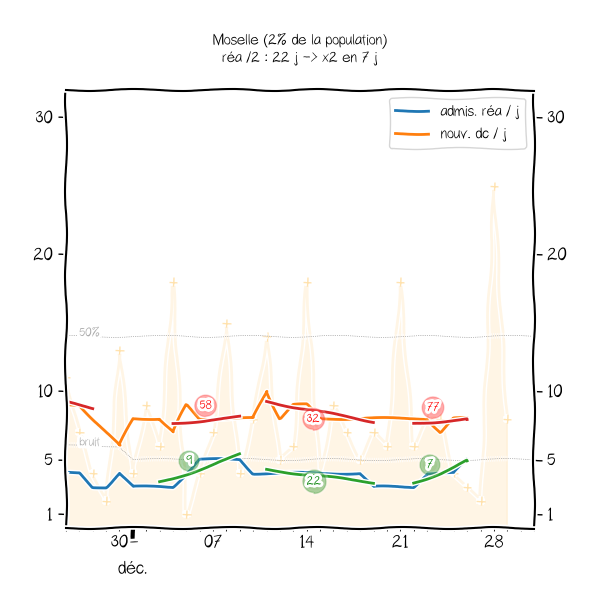 Moselle (2% de la population)
réa /2 : 22 j -> x2 en 7 j
admis. réa / j
nouv. dc / j
30 30
20 20
50%
10 10
58
32
77
bruit
9
22
7
5
1 1
30 07 14 21 28
déc.